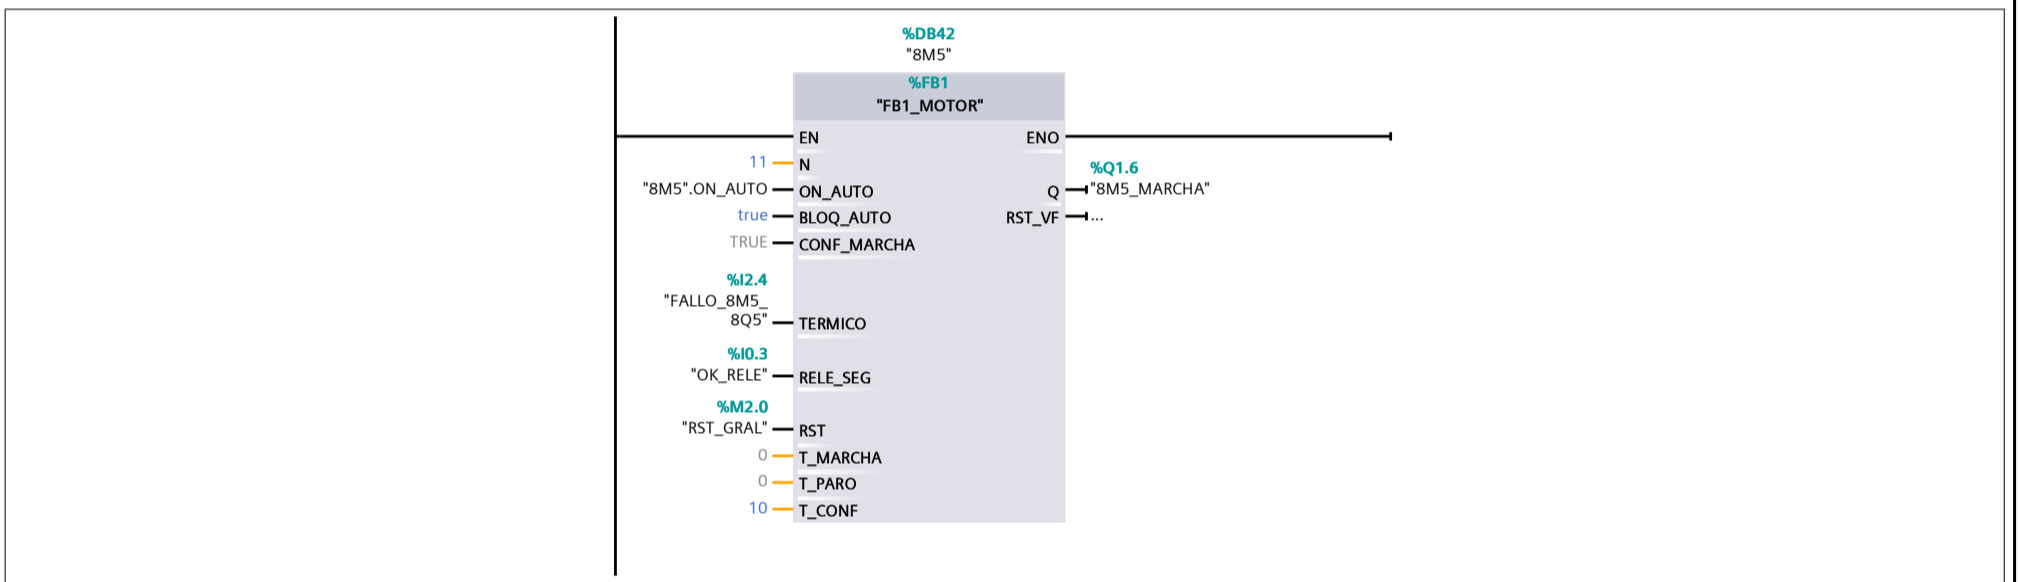 %DB42
"8M5"
%FB1
"FB1_MOTOR"
EN ENO
11 N
%Q1.6
"8M5".ON_AUTO ON_AUTO Q "8M5_MARCHA"
true BLOQ_AUTO RST_VF ...
TRUE CONF_MARCHA
%I2.4
"FALLO_8M5_
8Q5" TERMICO
%I0.3
"OK_RELE" RELE_SEG
%M2.0
"RST_GRAL" RST
0 T_MARCHA
0 T_PARO
10 T_CONF